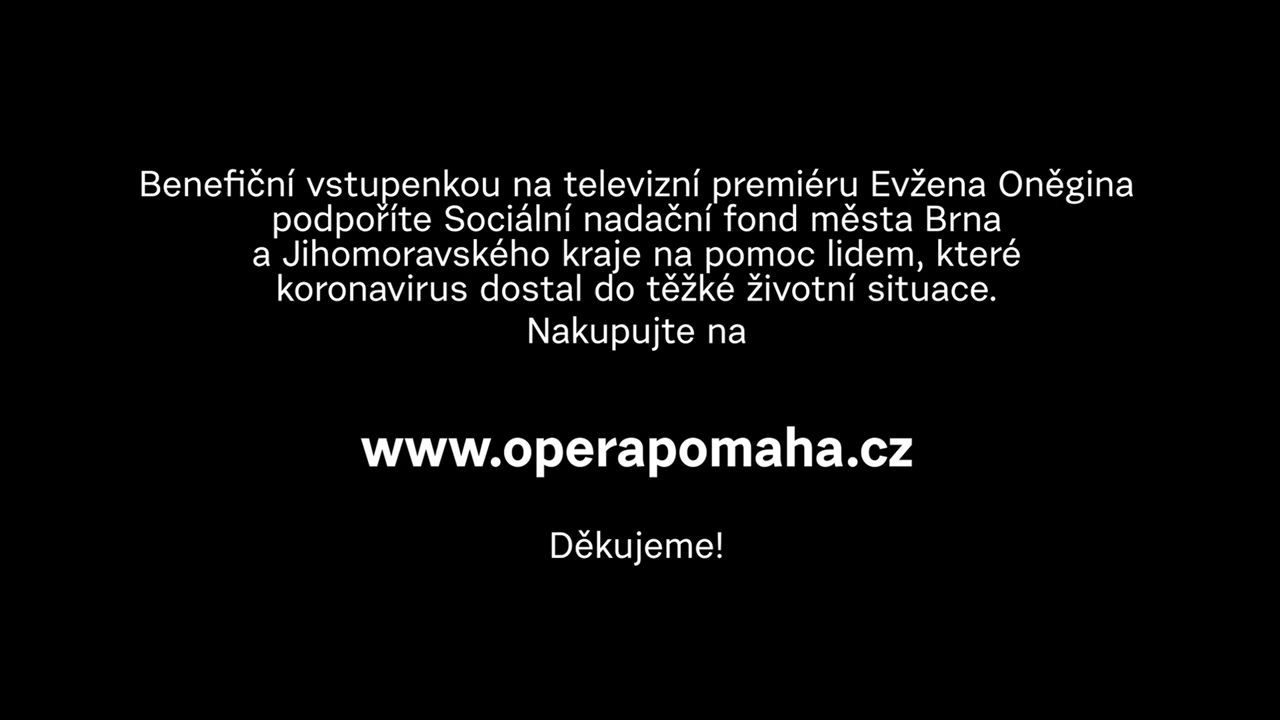 Benefiční vstupenkou na televizní premiéru Evžena Oněgina
podpoříte Sociální nadační fond města Brna
a Jihomoravského kraje na pomoc lidem, které
koronavirus dostal do těžké životní situace.
Nakupujte na
www.operapomaha.cz
Děkujeme!